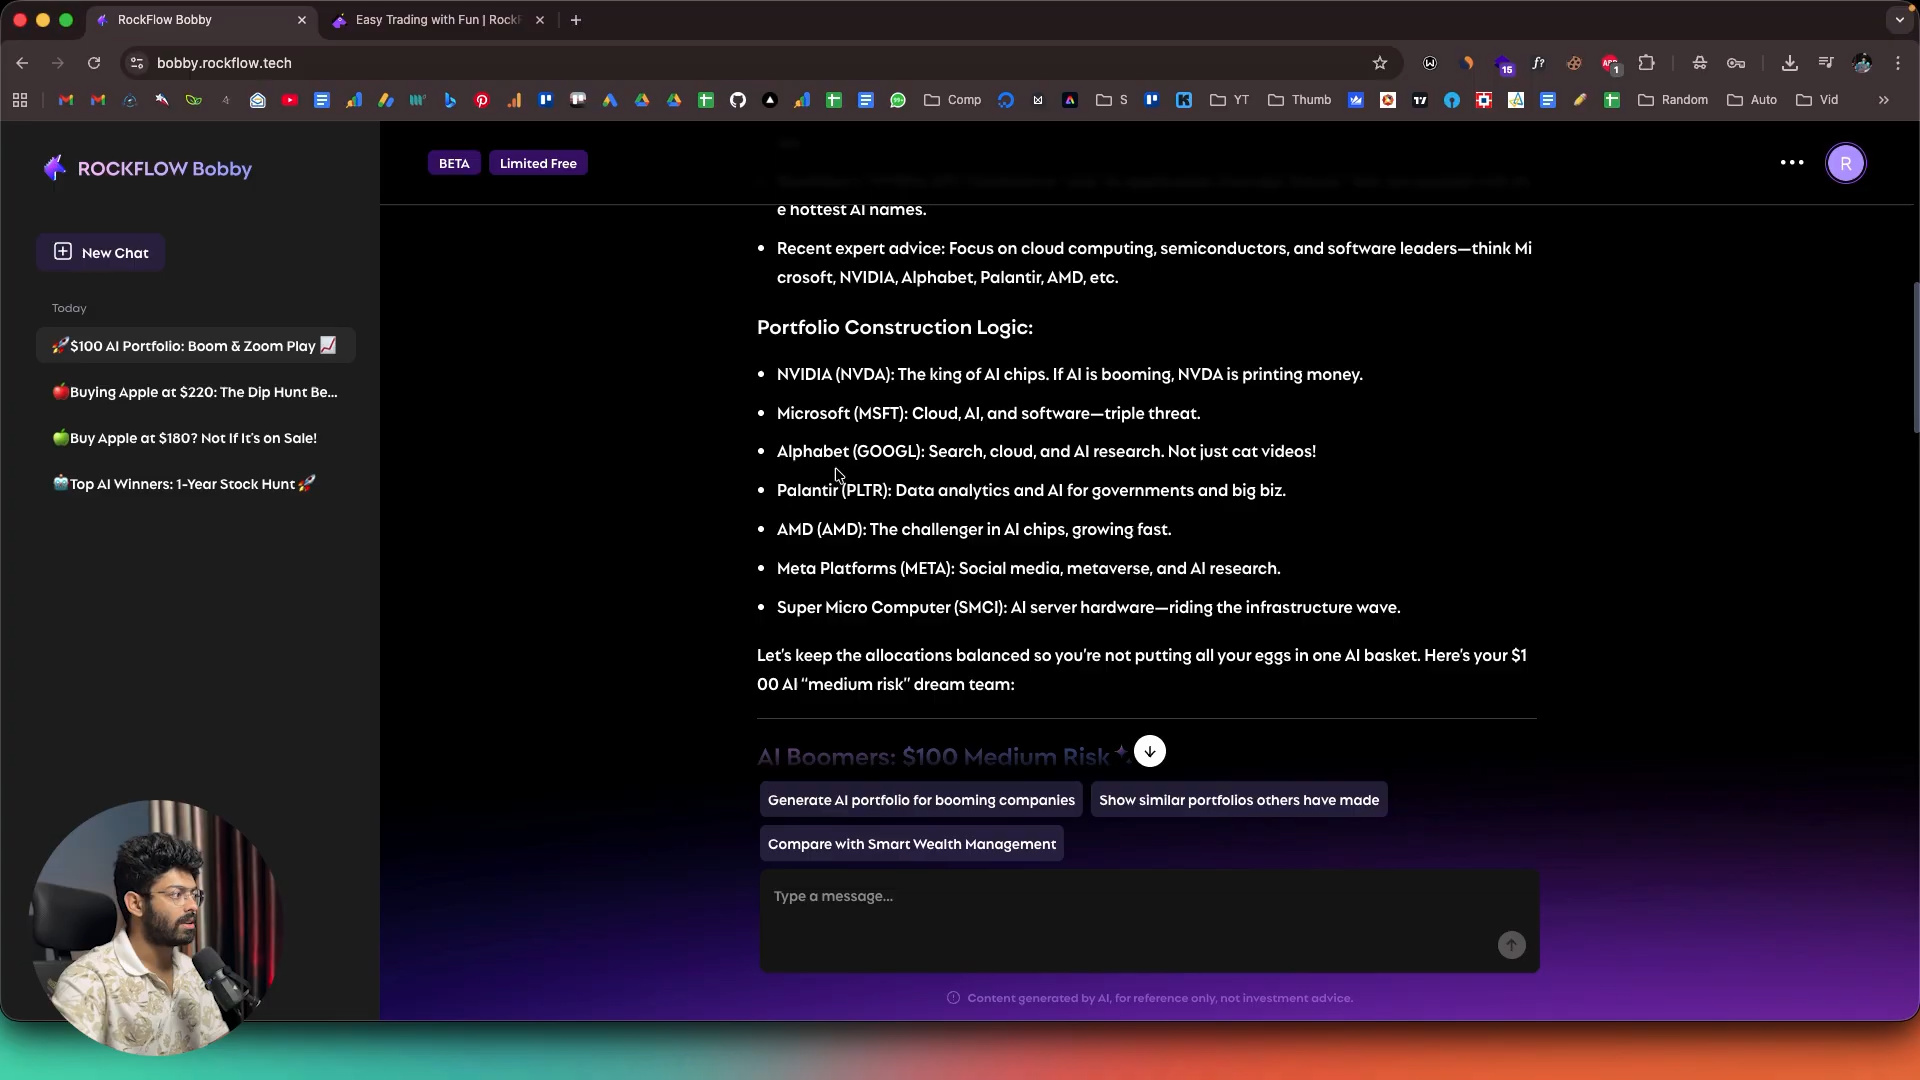 RockFlow Bobby
Easy Trading with Fun | Rock
bobby.rockflow.tech
15
f?
1
Comp
S
YT
Thumb
Random
Auto
Vid
ROCKFLOW Bobby
BETA
Limited Free
R
New Chat
Today
🚀$100 AI Portfolio: Boom & Zoom Play 📈
🍎Buying Apple at $220: The Dip Hunt Be...
🍏Buy Apple at $180? Not If It's on Sale!
🤖Top AI Winners: 1-Year Stock Hunt 🚀
e hottest AI names.
• Recent expert advice: Focus on cloud computing, semiconductors, and software leaders—think Mi
crosoft, NVIDIA, Alphabet, Palantir, AMD, etc.
Portfolio Construction Logic:
• NVIDIA (NVDA): The king of AI chips. If AI is booming, NVDA is printing money.
• Microsoft (MSFT): Cloud, AI, and software—triple threat.
• Alphabet (GOOGL): Search, cloud, and AI research. Not just cat videos!
• Palantir (PLTR): Data analytics and AI for governments and big biz.
• AMD (AMD): The challenger in AI chips, growing fast.
• Meta Platforms (META): Social media, metaverse, and AI research.
• Super Micro Computer (SMCI): AI server hardware—riding the infrastructure wave.
Let's keep the allocations balanced so you're not putting all your eggs in one AI basket. Here's your $1
00 AI “medium risk” dream team:
AI Boomers: $100 Medium Risk
Generate AI portfolio for booming companies
Show similar portfolios others have made
Compare with Smart Wealth Management
Type a message...
Content generated by AI, for reference only, not investment advice.